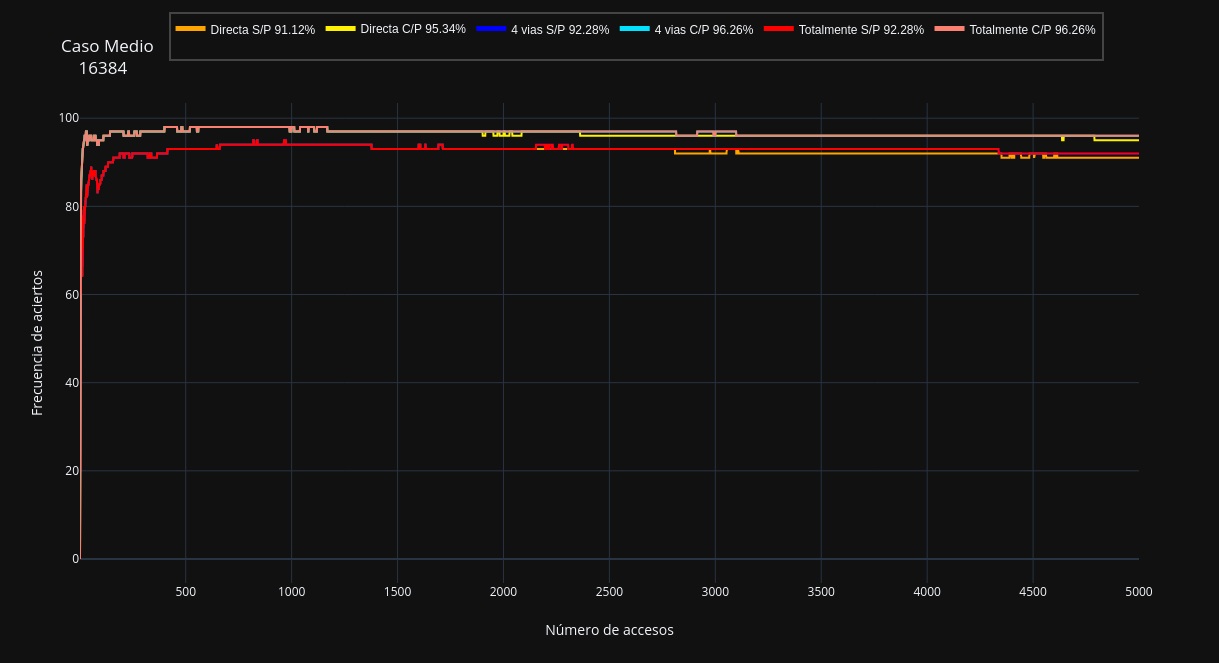 Directa S/P 91.12%
Directa C/P 95.34%
4 vias S/P 92.28%
4 vias C/P 96.26%
Totalmente S/P 92.28%
Totalmente C/P 96.26%
Caso Medio
16384
100
80
60
40
20
0
Frecuencia de aciertos
500
1000
1500
2000
2500
3000
3500
4000
4500
5000
Número de accesos